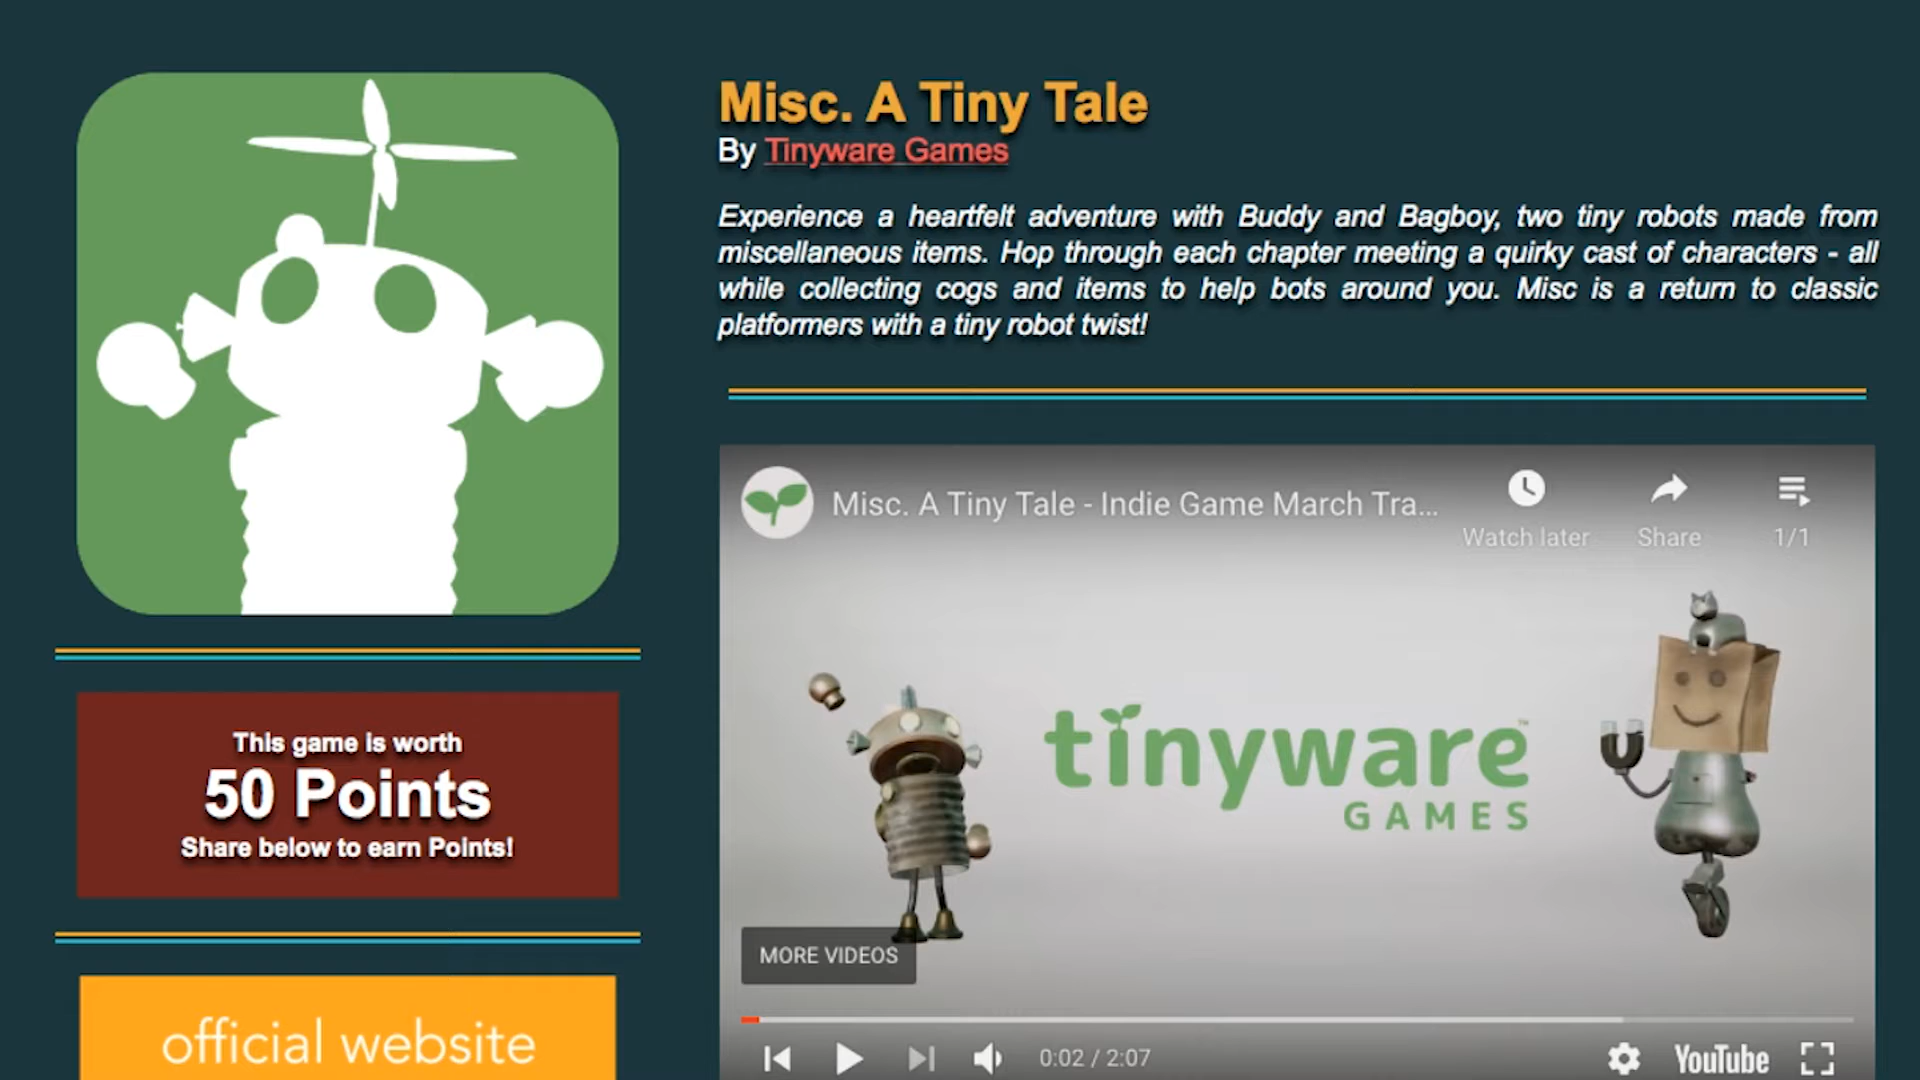 Misc. A Tiny Tale
By Tinyware Games
Experience a heartfelt adventure with Buddy and Bagboy, two tiny robots made from
miscellaneous items. Hop through each chapter meeting a quirky cast of characters - all
while collecting cogs and items to help bots around you. Misc is a return to classic
platformers with a tiny robot twist!
This game is worth
50 Points
Share below to earn Points!
official website
Misc. A Tiny Tale - Indie Game March Tra...
Watch later
Share
1/1
tinyware™
GAMES
MORE VIDEOS
0:02 / 2:07
YouTube